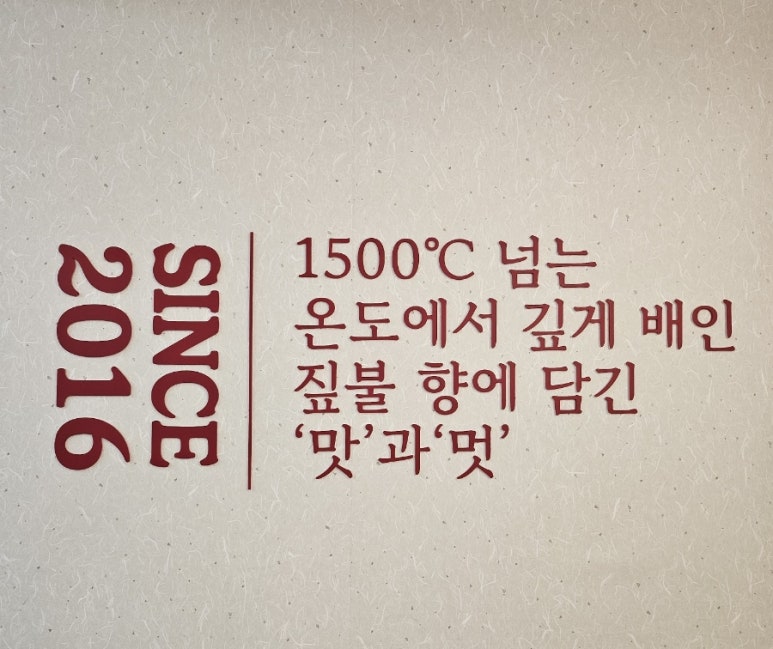 SINCE
2016
1500℃ 넘는
온도에서 깊게 배인
짚불 향에 담긴
‘맛’과‘멋’